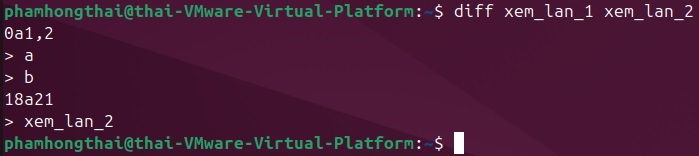 phamhongthai@thai-VMware-Virtual-Platform:~$ diff xem_lan_1 xem_lan_2
0a1,2
> a
> b
18a21
> xem_lan_2
phamhongthai@thai-VMware-Virtual-Platform:~$